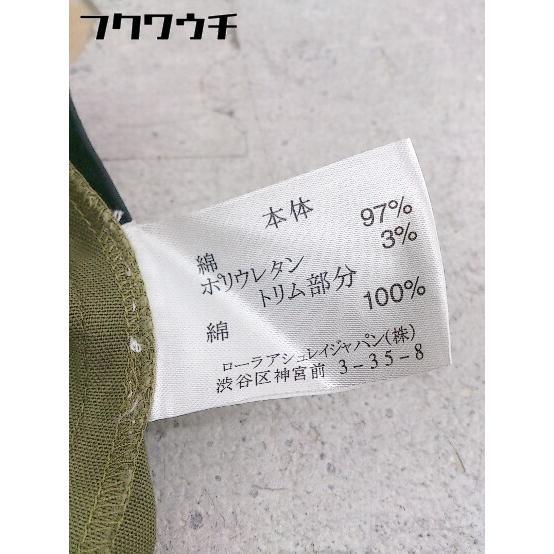 フクワウチ
本体
綿 97%
ポリウレタン 3%
トリム部分
綿 100%
ローラ アシュレイジャパン(株)
渋谷区神宮前 3-35-8